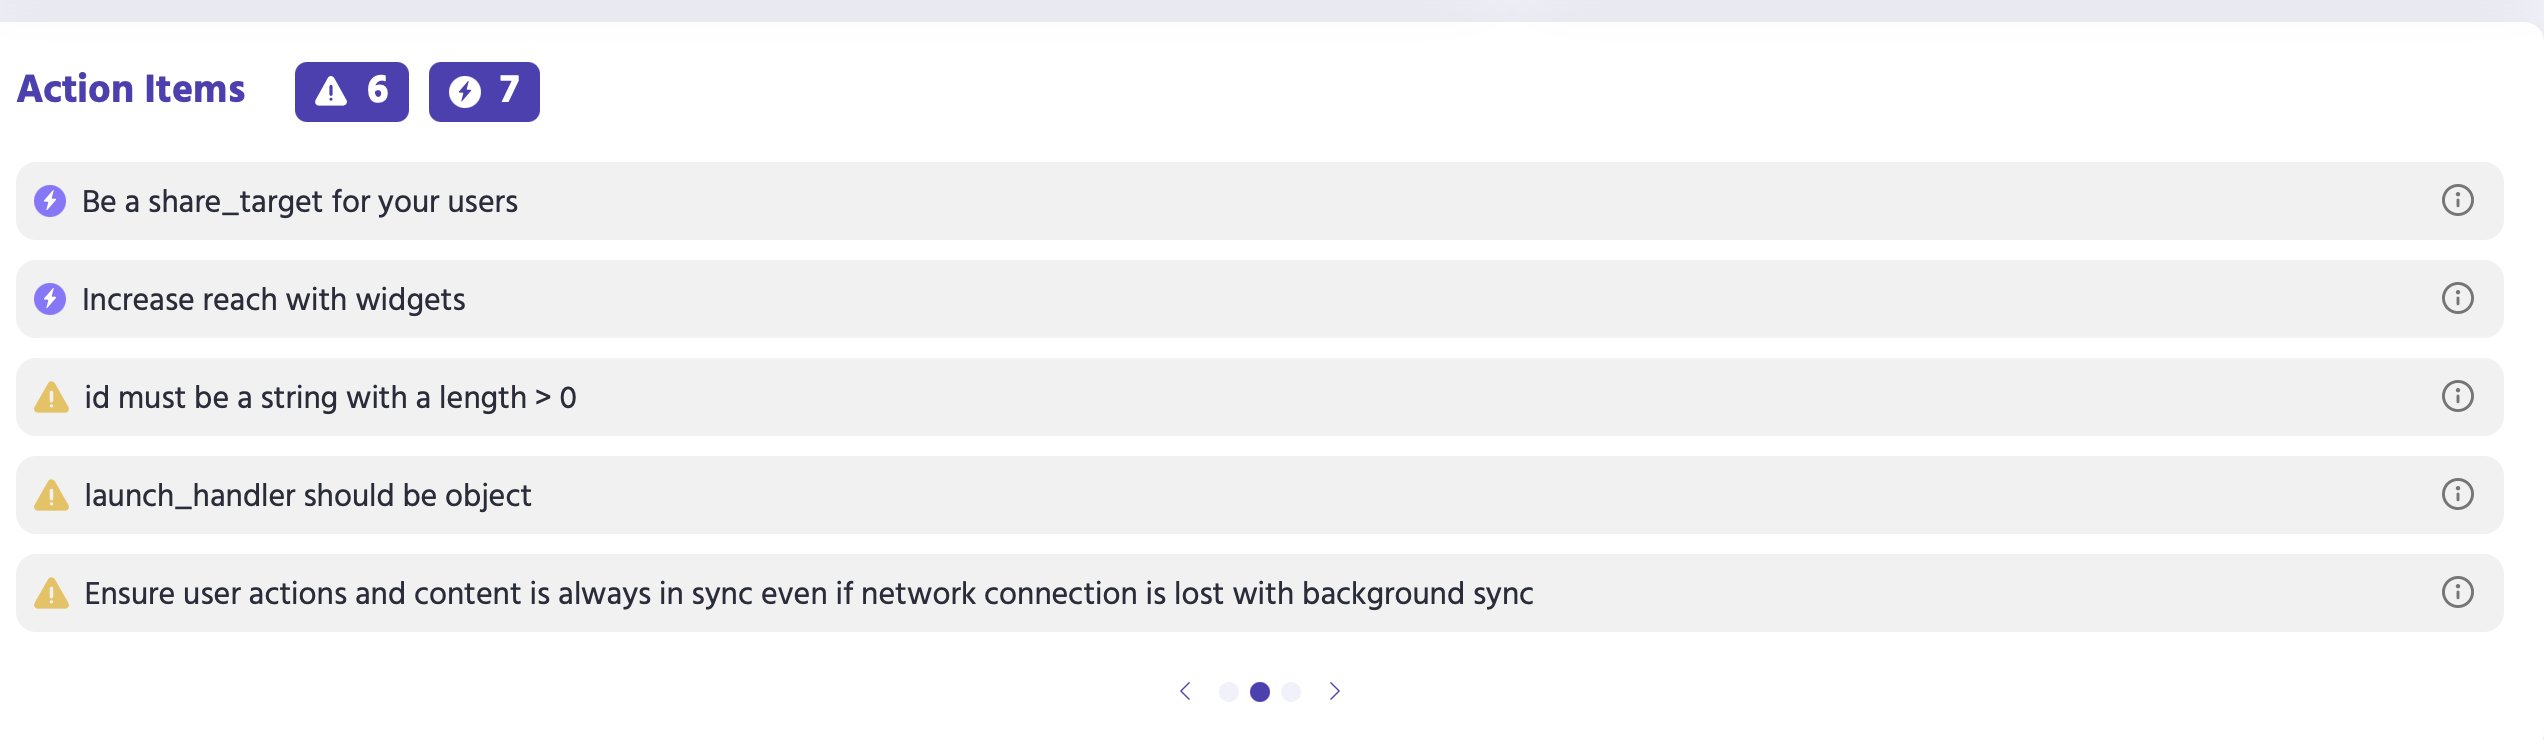 Action Items 6 7
Be a share_target for your users
Increase reach with widgets
id must be a string with a length > 0
launch_handler should be object
Ensure user actions and content is always in sync even if network connection is lost with background sync